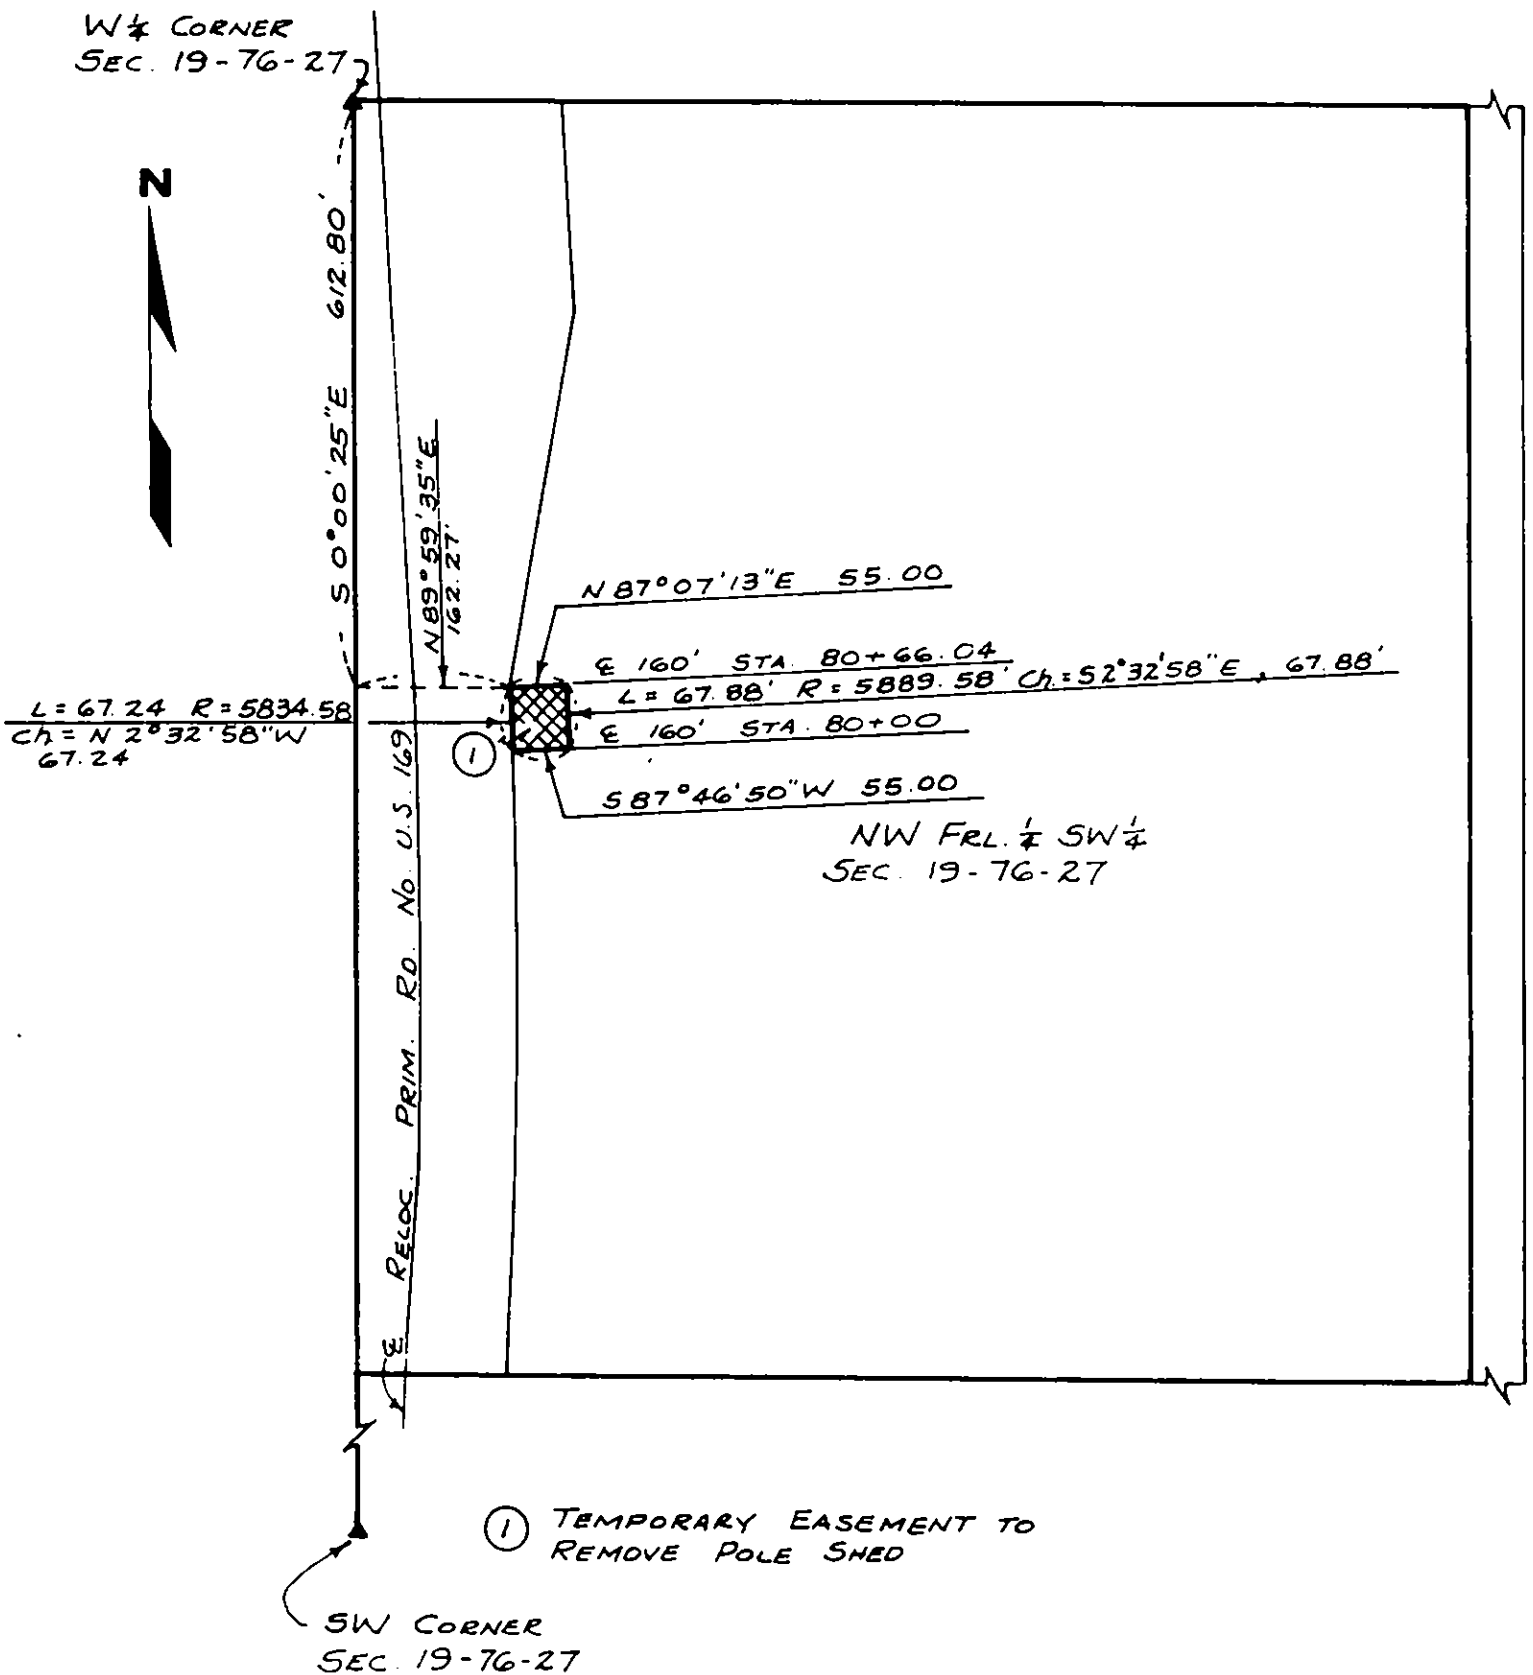 W¼ CORNER
SEC. 19-76-27
N
S 0°00'25"E 612.80'
N89°59'35"E
162.27'
N 87°07'13"E 55.00
℄ 160' STA. 80+66.04
L = 67.88' R = 5889.58' Ch. = S2°32'58"E, 67.88'
L = 67.24 R = 5834.58
Ch = N 2°32'58"W
67.24
℄ 160' STA. 80+00
1
S 87°46'50"W 55.00
NW FRL. ¼ SW ¼
SEC. 19-76-27
℄ RELOC. PRIM. RD. No. U.S. 169
1 TEMPORARY EASEMENT TO
REMOVE POLE SHED
SW CORNER
SEC. 19-76-27